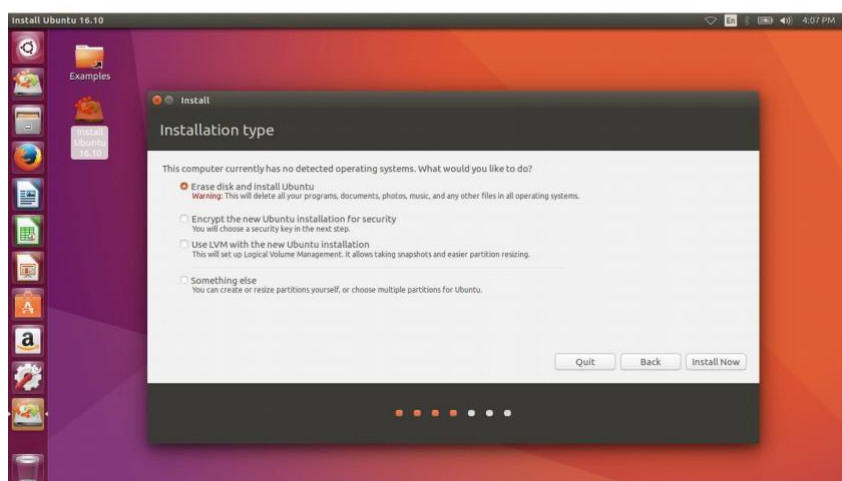 Install Ubuntu 16.10
En
4:07 PM
Examples
Install
Ubuntu
16.10
Install
Installation type
This computer currently has no detected operating systems. What would you like to do?
Erase disk and install Ubuntu
Warning: This will delete all your programs, documents, photos, music, and any other files in all operating systems.
Encrypt the new Ubuntu installation for security
You will choose a security key in the next step.
Use LVM with the new Ubuntu installation
This will set up Logical Volume Management. It allows taking snapshots and easier partition resizing.
Something else
You can create or resize partitions yourself, or choose multiple partitions for Ubuntu.
Quit Back Install Now
A
a